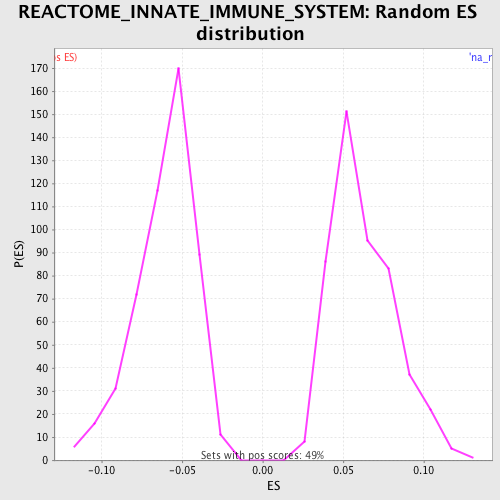 REACTOME_INNATE_IMMUNE_SYSTEM: Random ES
distribution
ES)
P(ES)
170
160
150
140
130
120
110
100
90
80
70
60
50
40
30
20
10
0
Sets with pos scores: 49%
-0.10 -0.05 0.00 0.05 0.10
ES